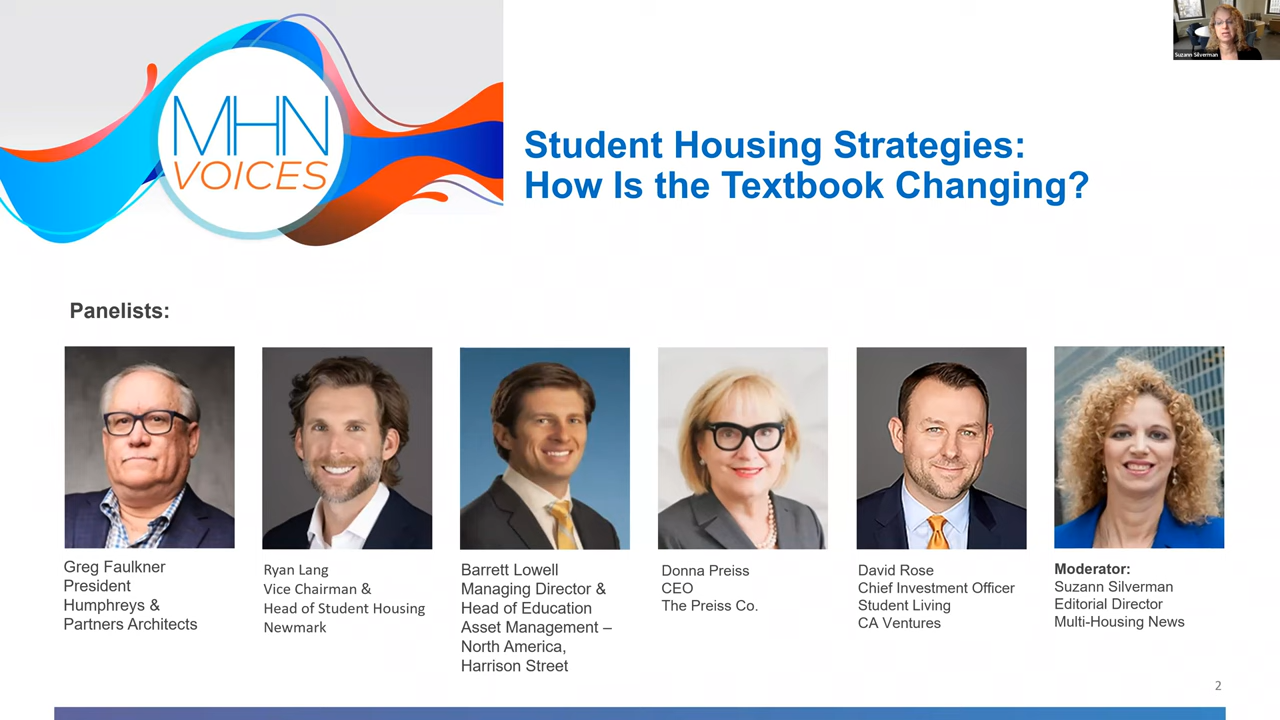 MHN
VOICES
Suzann Silverman
Student Housing Strategies:
How Is the Textbook Changing?
Panelists:
Greg Faulkner
President
Humphreys &
Partners Architects
Ryan Lang
Vice Chairman &
Head of Student Housing
Newmark
Barrett Lowell
Managing Director &
Head of Education
Asset Management –
North America,
Harrison Street
Donna Preiss
CEO
The Preiss Co.
David Rose
Chief Investment Officer
Student Living
CA Ventures
Moderator:
Suzann Silverman
Editorial Director
Multi-Housing News
2